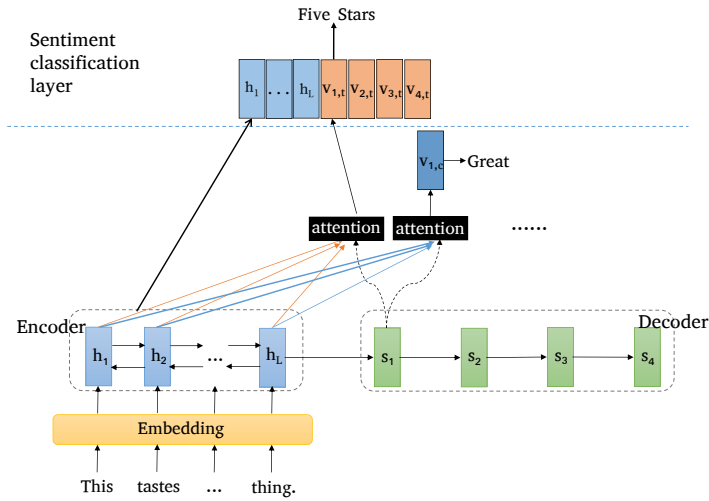 Five Stars
Sentiment
classification
layer
h1 ... hL v1,t v2,t v3,t v4,t
v1,c Great
attention attention ......
Encoder Decoder
h1 h2 ... hL s1 s2 s3 s4
Embedding
This tastes ... thing.